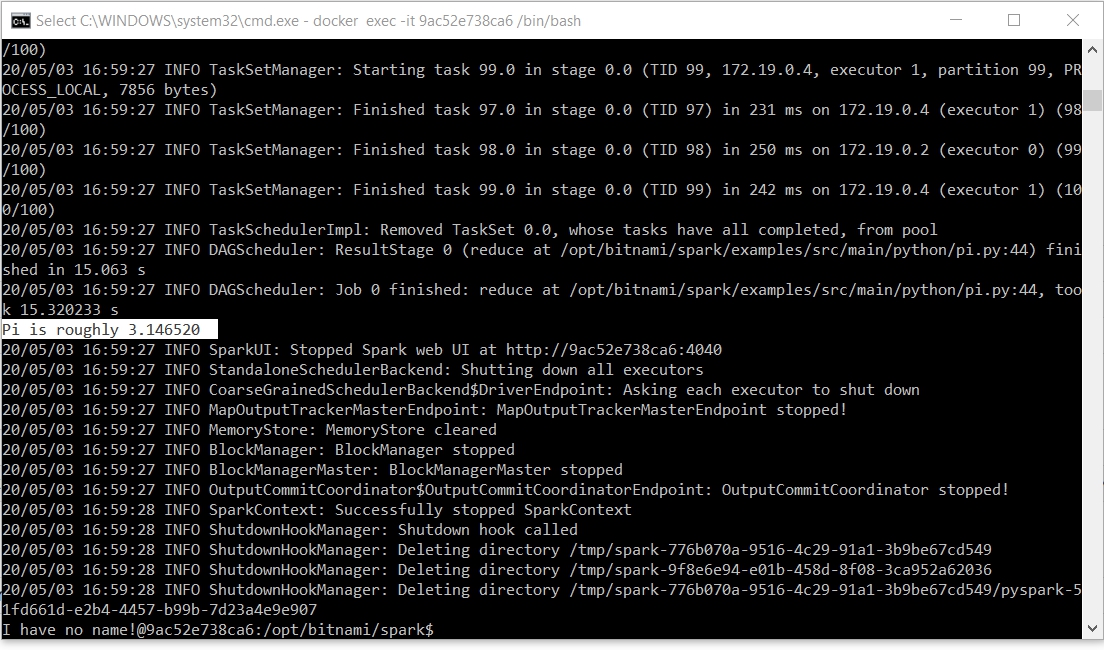 Select C:\WINDOWS\system32\cmd.exe - docker exec -it 9ac52e738ca6 /bin/bash
/100)
20/05/03 16:59:27 INFO TaskSetManager: Starting task 99.0 in stage 0.0 (TID 99, 172.19.0.4, executor 1, partition 99, PR
OCESS_LOCAL, 7856 bytes)
20/05/03 16:59:27 INFO TaskSetManager: Finished task 97.0 in stage 0.0 (TID 97) in 231 ms on 172.19.0.4 (executor 1) (98
/100)
20/05/03 16:59:27 INFO TaskSetManager: Finished task 98.0 in stage 0.0 (TID 98) in 250 ms on 172.19.0.2 (executor 0) (99
/100)
20/05/03 16:59:27 INFO TaskSetManager: Finished task 99.0 in stage 0.0 (TID 99) in 242 ms on 172.19.0.4 (executor 1) (10
0/100)
20/05/03 16:59:27 INFO TaskSchedulerImpl: Removed TaskSet 0.0, whose tasks have all completed, from pool
20/05/03 16:59:27 INFO DAGScheduler: ResultStage 0 (reduce at /opt/bitnami/spark/examples/src/main/python/pi.py:44) fini
shed in 15.063 s
20/05/03 16:59:27 INFO DAGScheduler: Job 0 finished: reduce at /opt/bitnami/spark/examples/src/main/python/pi.py:44, too
k 15.320233 s
Pi is roughly 3.146520
20/05/03 16:59:27 INFO SparkUI: Stopped Spark web UI at http://9ac52e738ca6:4040
20/05/03 16:59:27 INFO StandaloneSchedulerBackend: Shutting down all executors
20/05/03 16:59:27 INFO CoarseGrainedSchedulerBackend$DriverEndpoint: Asking each executor to shut down
20/05/03 16:59:27 INFO MapOutputTrackerMasterEndpoint: MapOutputTrackerMasterEndpoint stopped!
20/05/03 16:59:27 INFO MemoryStore: MemoryStore cleared
20/05/03 16:59:27 INFO BlockManager: BlockManager stopped
20/05/03 16:59:27 INFO BlockManagerMaster: BlockManagerMaster stopped
20/05/03 16:59:27 INFO OutputCommitCoordinator$OutputCommitCoordinatorEndpoint: OutputCommitCoordinator stopped!
20/05/03 16:59:28 INFO SparkContext: Successfully stopped SparkContext
20/05/03 16:59:28 INFO ShutdownHookManager: Shutdown hook called
20/05/03 16:59:28 INFO ShutdownHookManager: Deleting directory /tmp/spark-776b070a-9516-4c29-91a1-3b9be67cd549
20/05/03 16:59:28 INFO ShutdownHookManager: Deleting directory /tmp/spark-9f8e6e94-e01b-458d-8f08-3ca952a62036
20/05/03 16:59:28 INFO ShutdownHookManager: Deleting directory /tmp/spark-776b070a-9516-4c29-91a1-3b9be67cd549/pyspark-5
1fd661d-e2b4-4457-b99b-7d23a4e9e907
I have no name!@9ac52e738ca6:/opt/bitnami/spark$